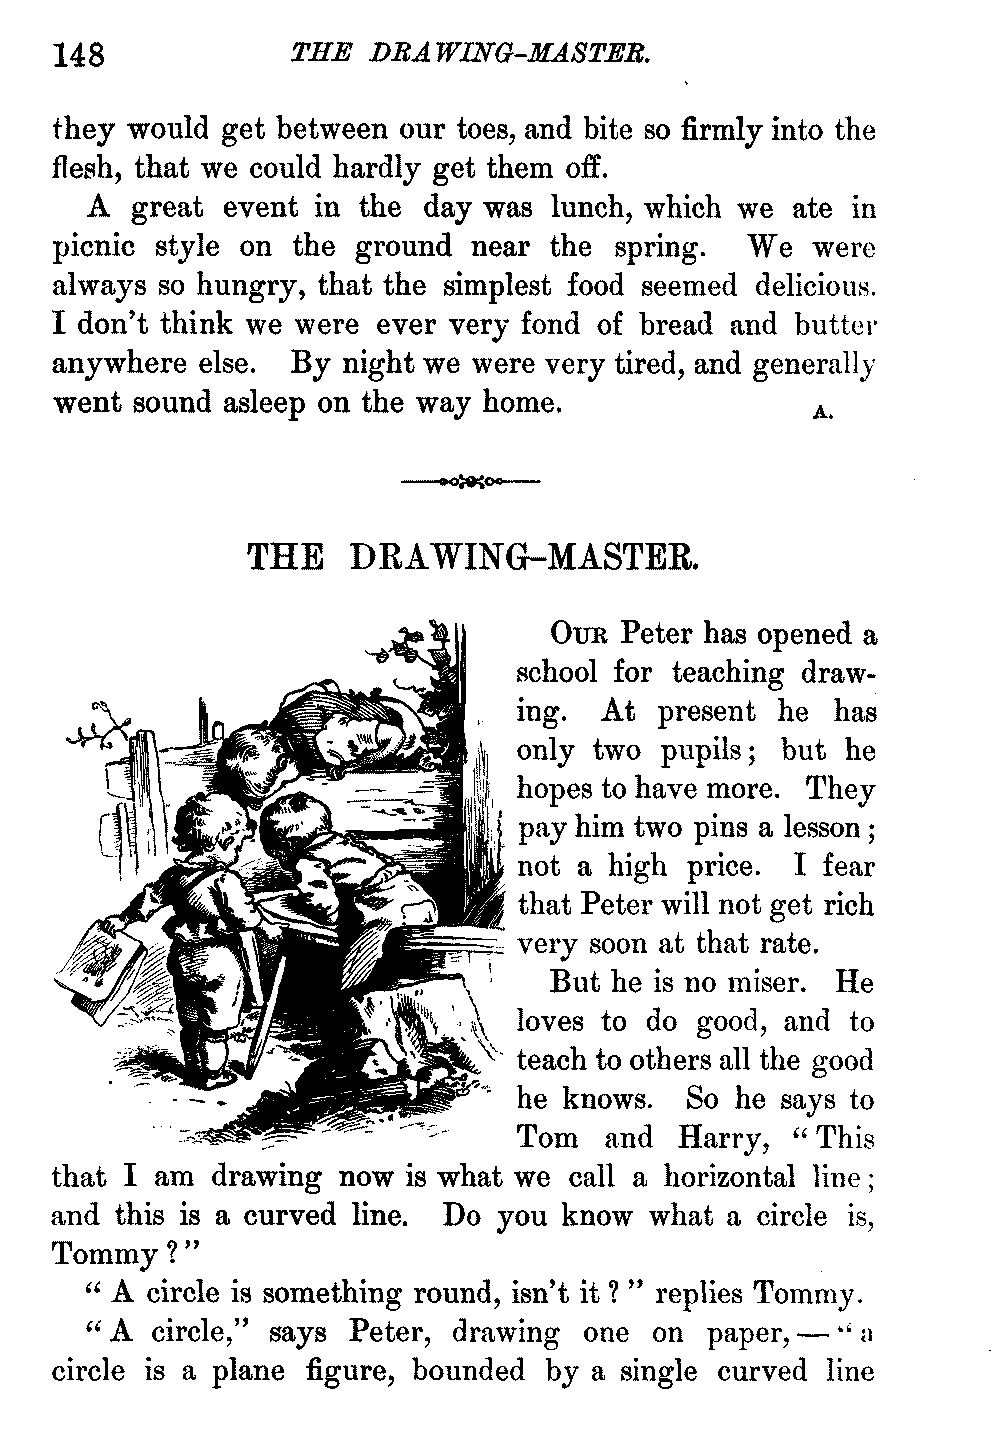 148 THE DRAWING-MASTER.
they would get between our toes, and bite so firmly into the
flesh, that we could hardly get them off.
A great event in the day was lunch, which we ate in
picnic style on the ground near the spring. We were
always so hungry, that the simplest food seemed delicious.
I don't think we were ever very fond of bread and butter
anywhere else. By night we were very tired, and generally
went sound asleep on the way home. A.
THE DRAWING-MASTER.
OUR Peter has opened a
school for teaching draw-
ing. At present he has
only two pupils; but he
hopes to have more. They
pay him two pins a lesson;
not a high price. I fear
that Peter will not get rich
very soon at that rate.
But he is no miser. He
loves to do good, and to
teach to others all the good
he knows. So he says to
Tom and Harry, "This
that I am drawing now is what we call a horizontal line;
and this is a curved line. Do you know what a circle is,
Tommy?"
"A circle is something round, isn't it?" replies Tommy.
"A circle," says Peter, drawing one on paper,—"a
circle is a plane figure, bounded by a single curved line